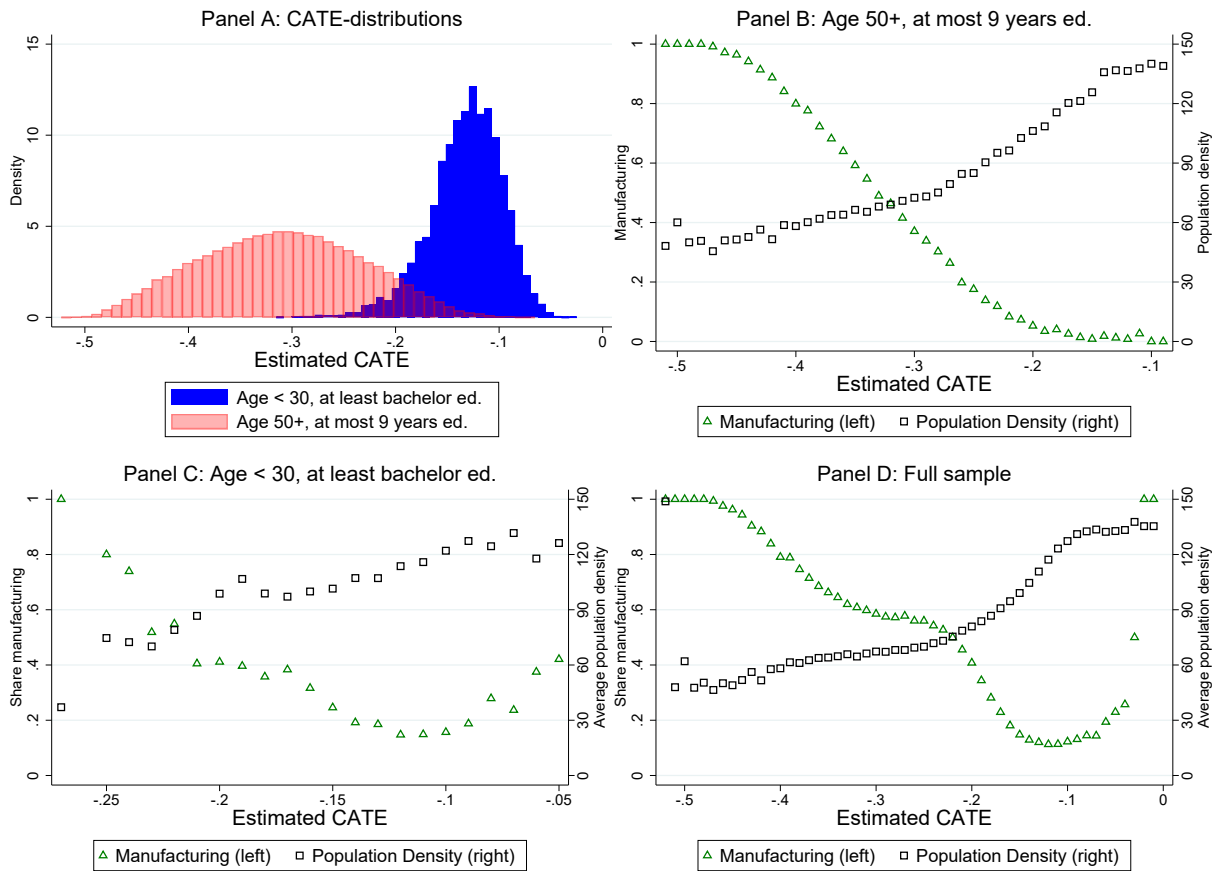 Panel A: CATE-distributions
Density
15
10
5
0
-.5
-.4
-.3
-.2
-.1
0
Estimated CATE
Age < 30, at least bachelor ed.
Age 50+, at most 9 years ed.
Panel B: Age 50+, at most 9 years ed.
Manufacturing
1
.8
.6
.4
.2
0
150
120
90
60
30
0
Population density
-.5
-.4
-.3
-.2
-.1
Estimated CATE
Manufacturing (left)
Population Density (right)
Panel C: Age < 30, at least bachelor ed.
Share manufacturing
1
.8
.6
.4
.2
0
150
120
90
60
30
0
Average population density
-.25
-.2
-.15
-.1
-.05
Estimated CATE
Manufacturing (left)
Population Density (right)
Panel D: Full sample
Share manufacturing
1
.8
.6
.4
.2
0
150
120
90
60
30
0
Average population density
-.5
-.4
-.3
-.2
-.1
0
Estimated CATE
Manufacturing (left)
Population Density (right)